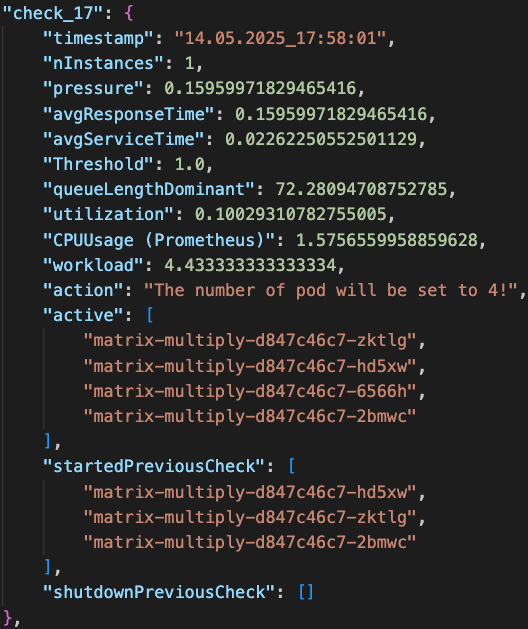 "check_17": {
"timestamp": "14.05.2025_17:58:01",
"nInstances": 1,
"pressure": 0.15959971829465416,
"avgResponseTime": 0.15959971829465416,
"avgServiceTime": 0.02262250552501129,
"Threshold": 1.0,
"queueLengthDominant": 72.28094708752785,
"utilization": 0.10029310782755005,
"CPUUsage (Prometheus)": 1.5756559958859628,
"workload": 4.433333333333334,
"action": "The number of pod will be set to 4!",
"active": [
"matrix-multiply-d847c46c7-zktlg",
"matrix-multiply-d847c46c7-hd5xw",
"matrix-multiply-d847c46c7-6566h",
"matrix-multiply-d847c46c7-2bmwc"
],
"startedPreviousCheck": [
"matrix-multiply-d847c46c7-hd5xw",
"matrix-multiply-d847c46c7-zktlg",
"matrix-multiply-d847c46c7-2bmwc"
],
"shutdownPreviousCheck": []
},